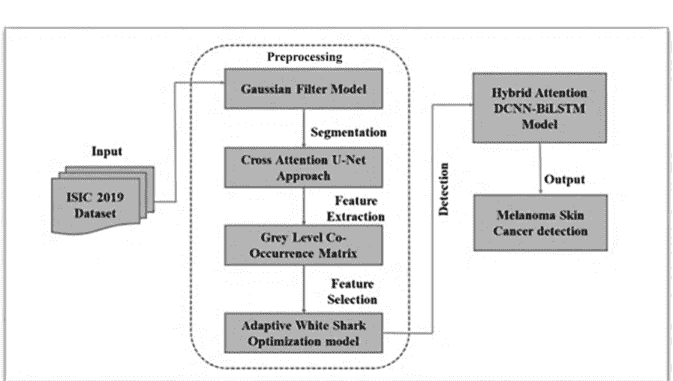 Preprocessing
Gaussian Filter Model
Segmentation
Cross Attention U-Net
Approach
Feature
Extraction
Grey Level Co-
Occurrence Matrix
Feature
Selection
Adaptive White Shark
Optimization model
Input
ISIC 2019
Dataset
Detection
Hybrid Attention
DCNN-BiLSTM
Model
Output
Melanoma Skin
Cancer detection